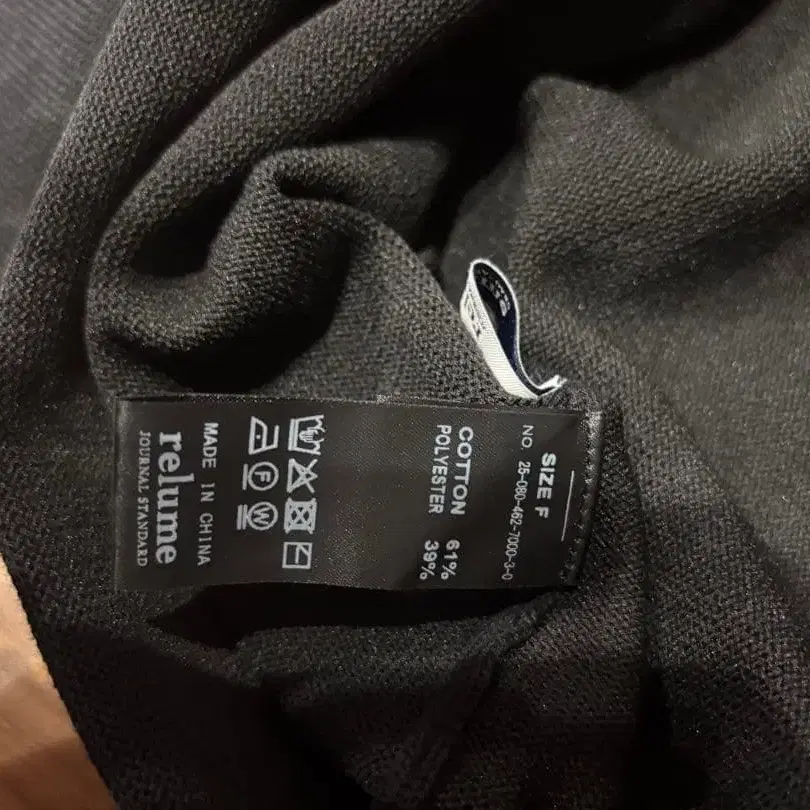 SIZE F
NO. 25-080-462-7000-3-0
COTTON 61%
POLYESTER 39%
F W
MADE IN CHINA
relume
JOURNAL STANDARD